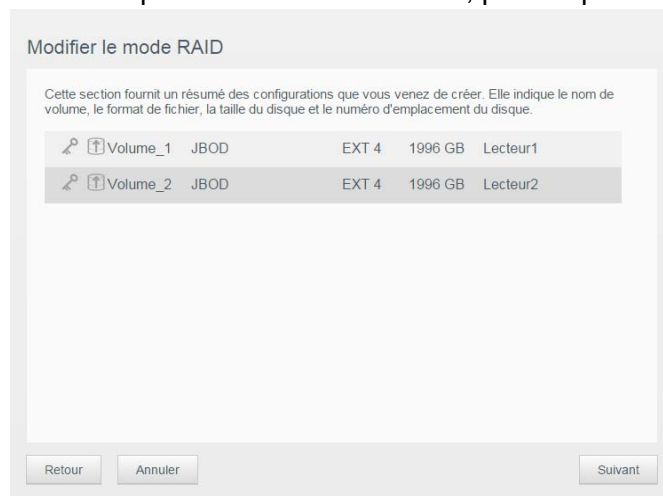 Modifier le mode RAID
Cette section fournit un résumé des configurations que vous venez de créer. Elle indique le nom de
volume, le format de fichier, la taille du disque et le numéro d'emplacement du disque.
Volume_1 JBOD EXT 4 1996 GB Lecteur1
Volume_2 JBOD EXT 4 1996 GB Lecteur2
Retour Annuler Suivant